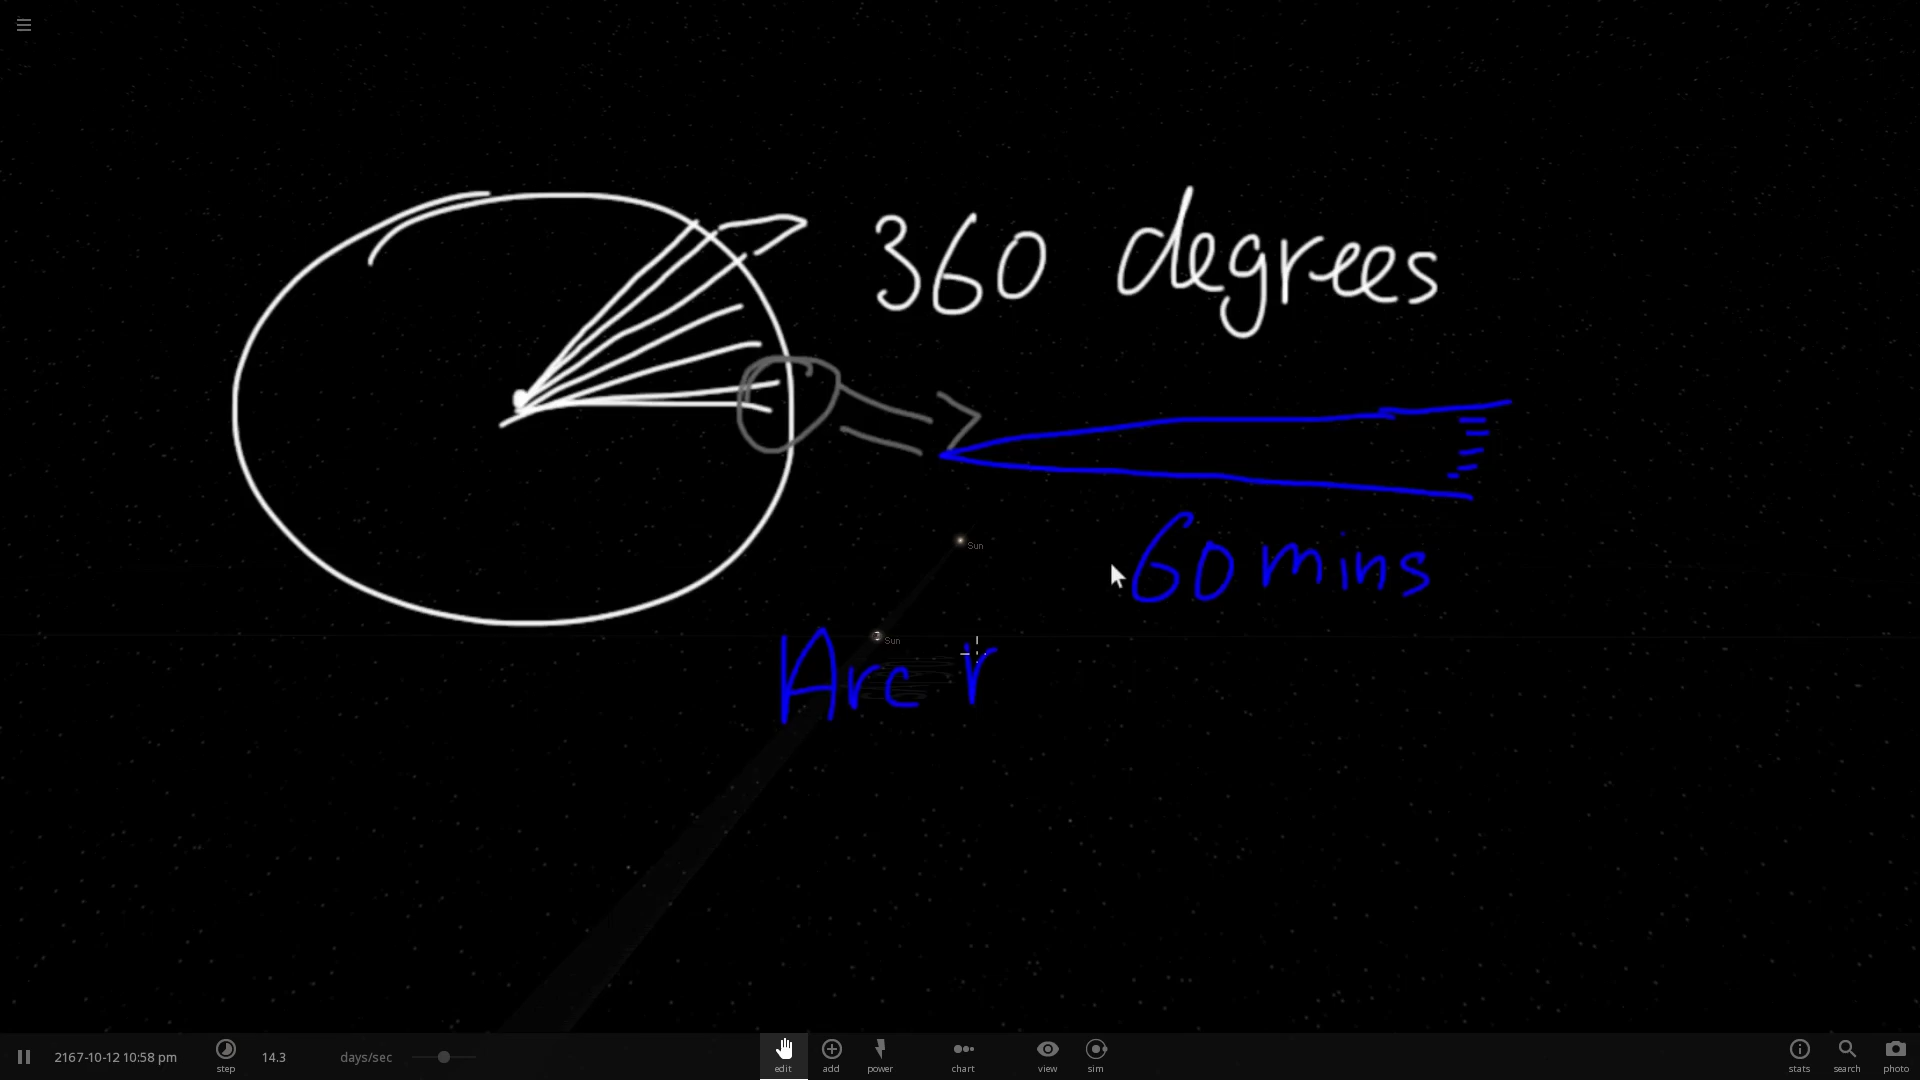 360 degrees
Sun
60 mins
Sun
Arc r
2167-10-12 10:58 pm
step
14.3
days/sec
edit
add
power
chart
view
sim
stats
search
photo